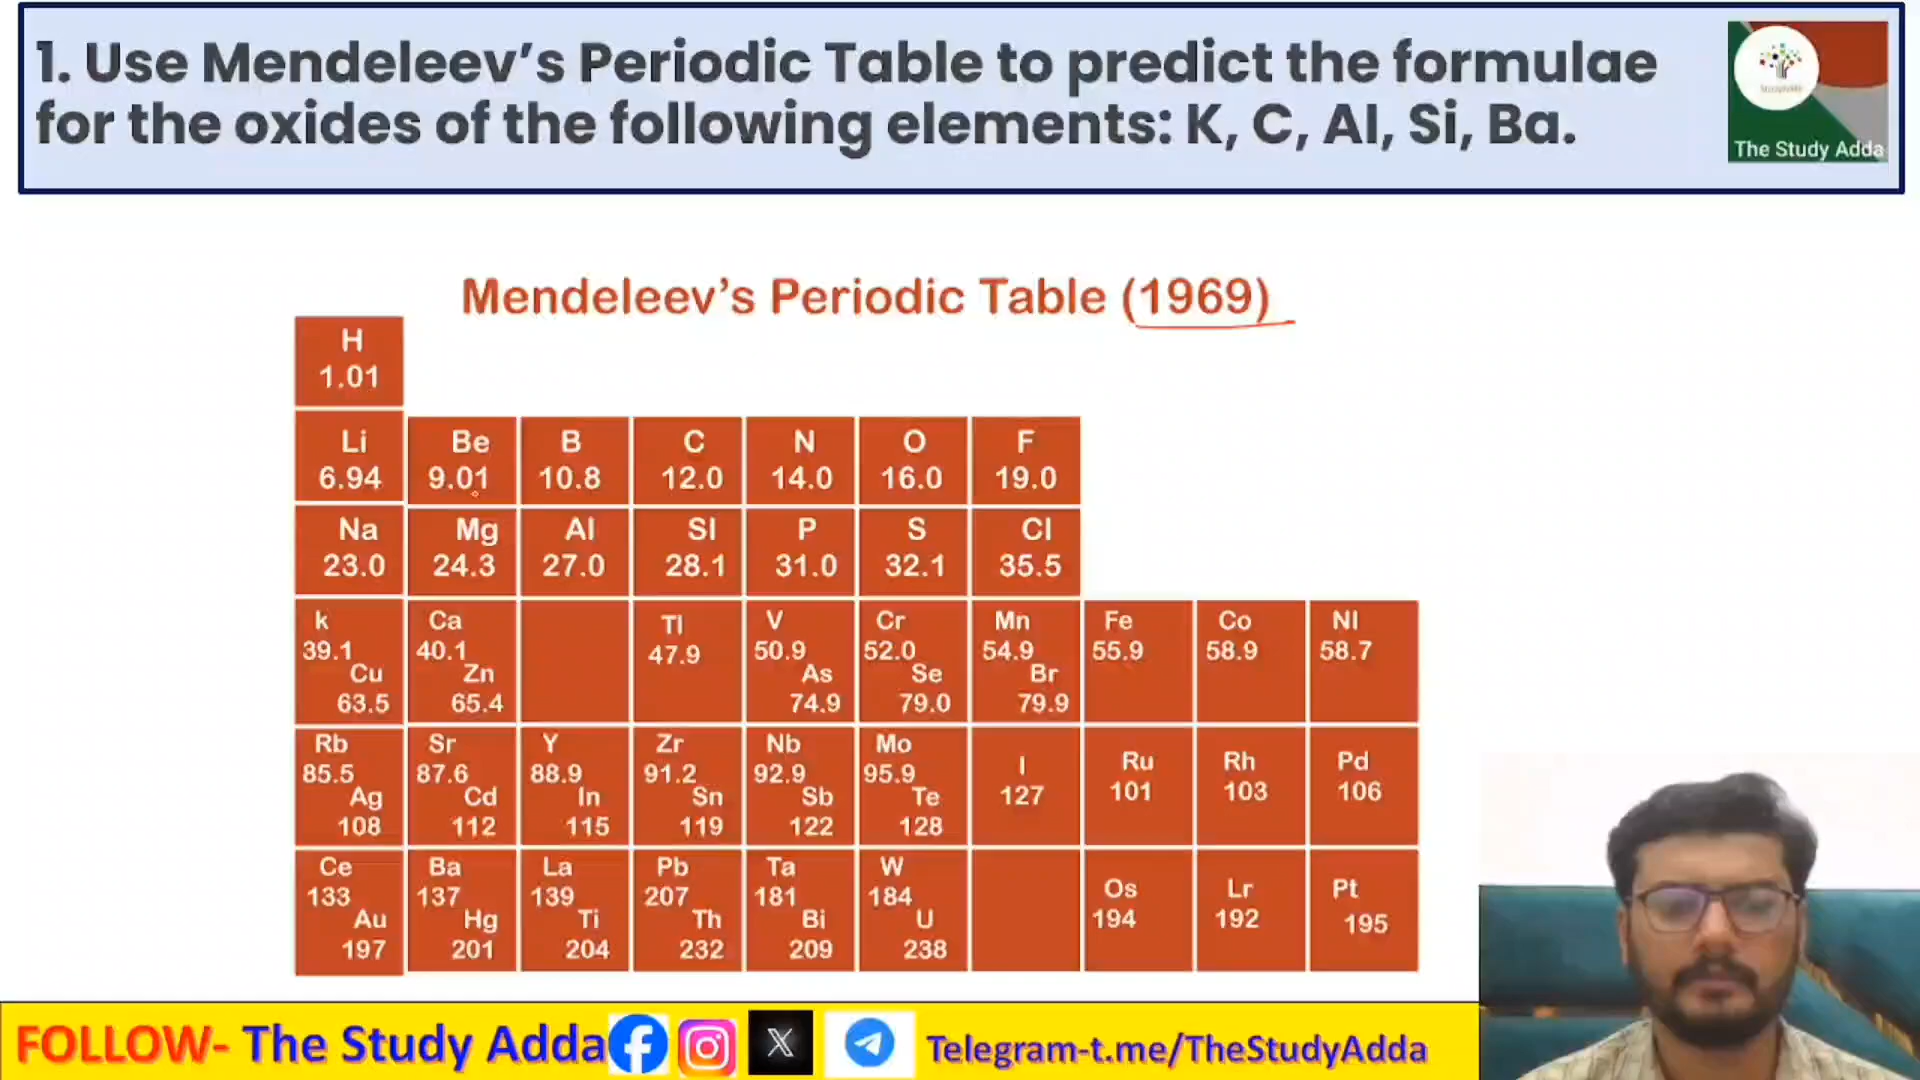 1. Use Mendeleev's Periodic Table to predict the formulae
for the oxides of the following elements: K, C, Al, Si, Ba.
The Study Adda
Mendeleev's Periodic Table (1969)
H
1.01
Li Be B C N O F
6.94 9.01 10.8 12.0 14.0 16.0 19.0
Na Mg Al SI P S Cl
23.0 24.3 27.0 28.1 31.0 32.1 35.5
k Ca TI V Cr Mn Fe Co NI
39.1 40.1 47.9 50.9 52.0 54.9 55.9 58.9 58.7
Cu Zn As Se Br
63.5 65.4 74.9 79.0 79.9
Rb Sr Y Zr Nb Mo I Ru Rh Pd
85.5 87.6 88.9 91.2 92.9 95.9 127 101 103 106
Ag Cd In Sn Sb Te
108 112 115 119 122 128
Ce Ba La Pb Ta W Os Lr Pt
133 137 139 207 181 184 194 192 195
Au Hg Ti Th Bi U
197 201 204 232 209 238
FOLLOW- The Study Adda Telegram-t.me/TheStudyAdda